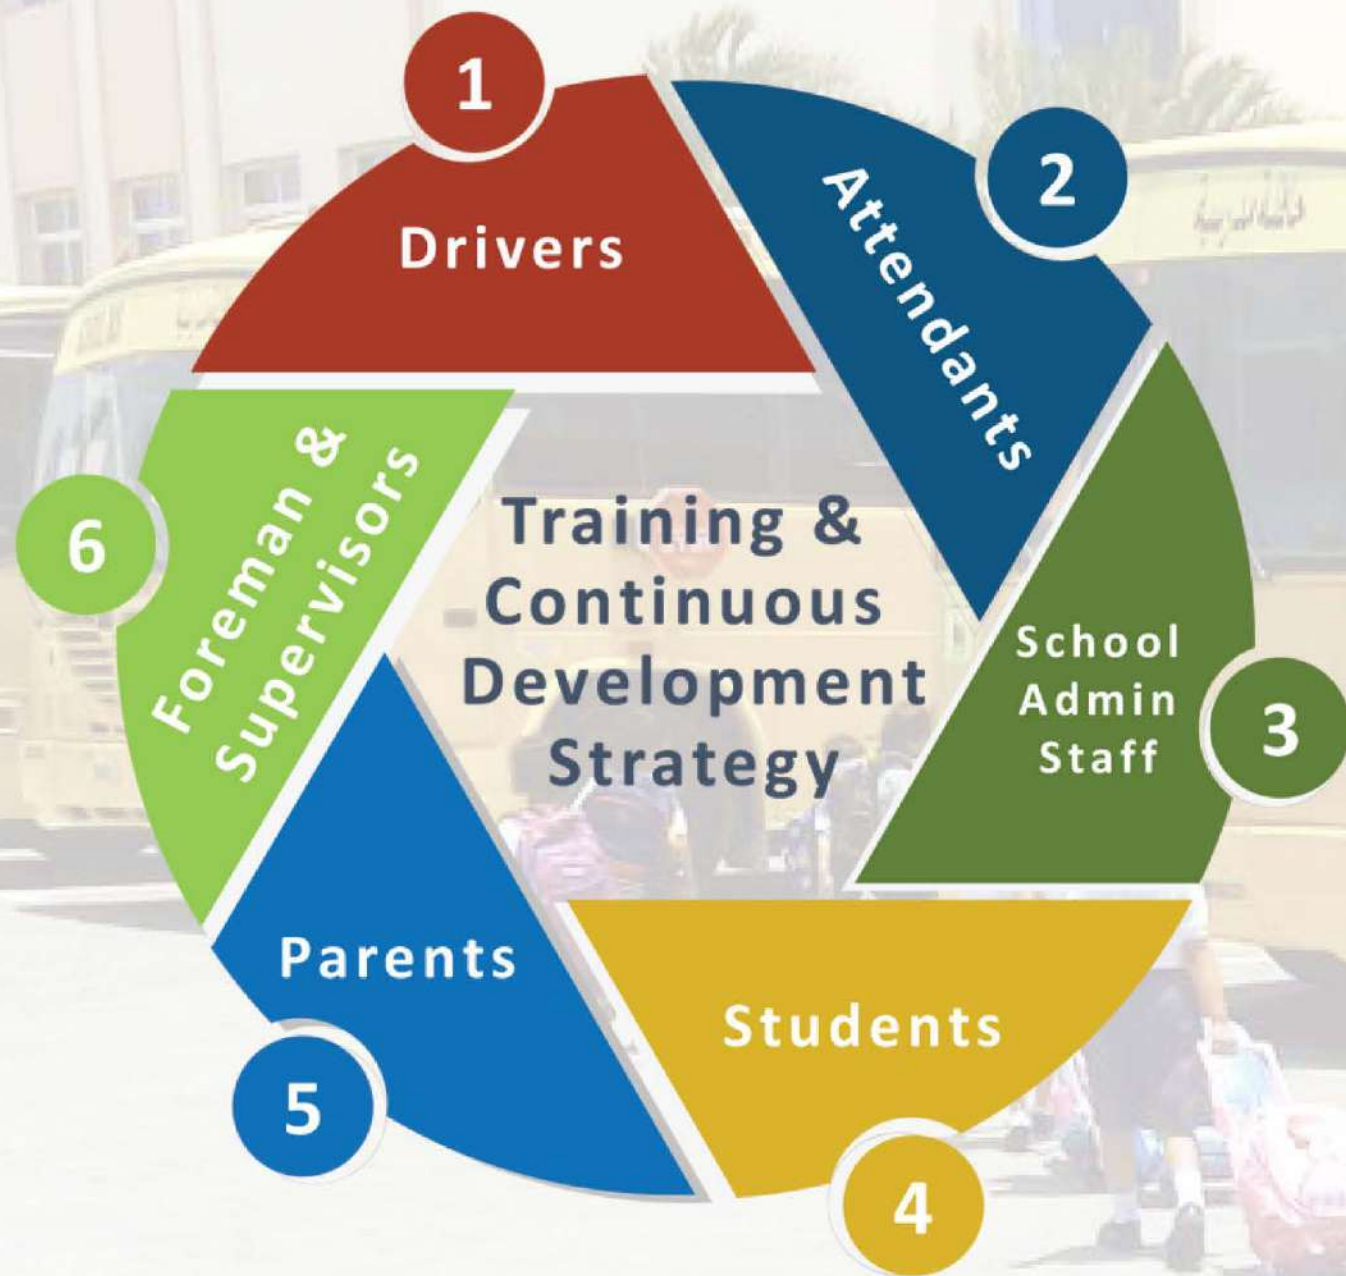 1
Drivers
2
Attendants
3
School
Admin
Staff
4
Students
5
Parents
6
Foreman &
Supervisors
Training &
Continuous
Development
Strategy